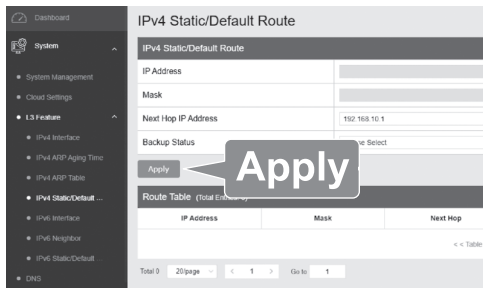 Dashboard
IPv4 Static/Default Route
System
IPv4 Static/Default Route
IP Address
System Management
Mask
Cloud Settings
L3 Feature
Next Hop IP Address
192.168.10.1
IPv4 Interface
Backup Status
Select
IPv4 ARP Aging Time
Apply
Apply
IPv4 ARP Table
IPv4 Static/Default ...
Route Table (Total
IPv6 Interface
IP Address
Mask
Next Hop
IPv6 Neighbor
< < Table
IPv6 Static/Default ...
Total 0
20/page
<
1
>
Go to
1
DNS